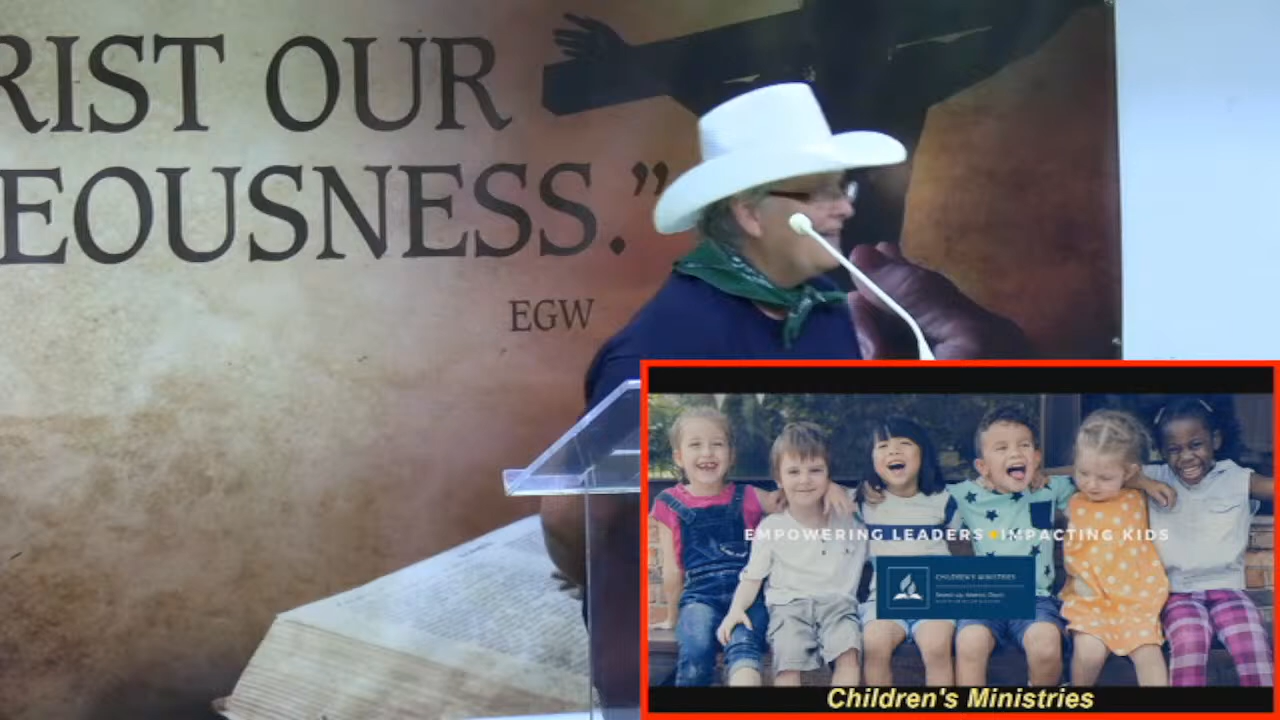 RIST OUR
EOUSNESS.”
EGW
EMPOWERING LEADERS • IMPACTING KIDS
CHILDREN'S MINISTRIES
Children's Ministries